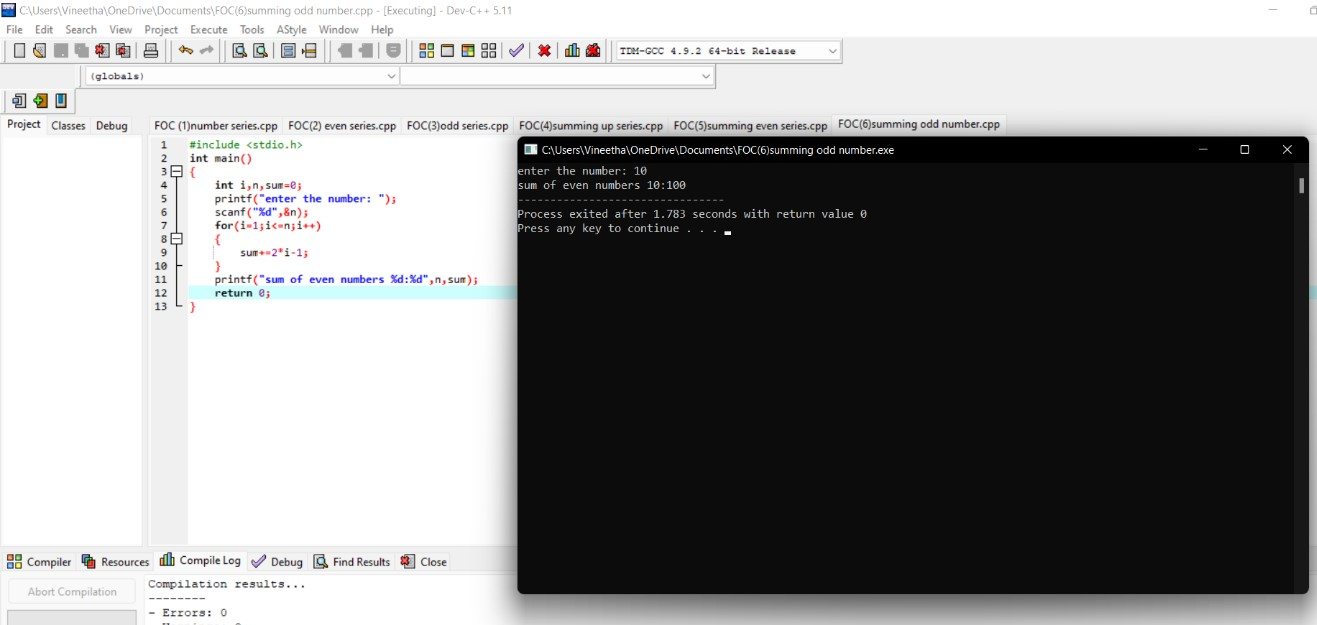 C:\Users\Vineetha\OneDrive\Documents\FOC(6)summing odd number.cpp - [Executing] - Dev-C++ 5.11
File Edit Search View Project Execute Tools AStyle Window Help
TDM-GCC 4.9.2 64-bit Release
(globals)
Project Classes Debug
FOC (1)number series.cpp FOC(2) even series.cpp FOC(3)odd series.cpp FOC(4)summing up series.cpp FOC(5)summing even series.cpp FOC(6)summing odd number.cpp
1 #include <stdio.h>
2 int main()
3 {
4 int i,n,sum=0;
5 printf("enter the number: ");
6 scanf("%d",&n);
7 for(i=1;i<=n;i++)
8 {
9 sum+=2*i-1;
10 }
11 printf("sum of even numbers %d:%d",n,sum);
12 return 0;
13 }
C:\Users\Vineetha\OneDrive\Documents\FOC(6)summing odd number.exe
enter the number: 10
sum of even numbers 10:100
--------------------------------
Process exited after 1.783 seconds with return value 0
Press any key to continue . . .
Compiler Resources Compile Log Debug Find Results Close
Abort Compilation
Compilation results...
--------
- Errors: 0